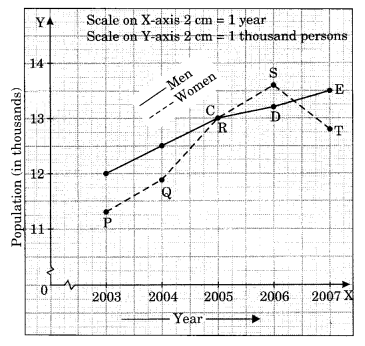 Y
Scale on X-axis 2 cm = 1 year
Scale on Y-axis 2 cm = 1 thousand persons
14
Men
Women
S
E
13
C
R
D
T
12
Q
P
11
Population (in thousands)
0
2003 2004 2005 2006 2007 X
Year